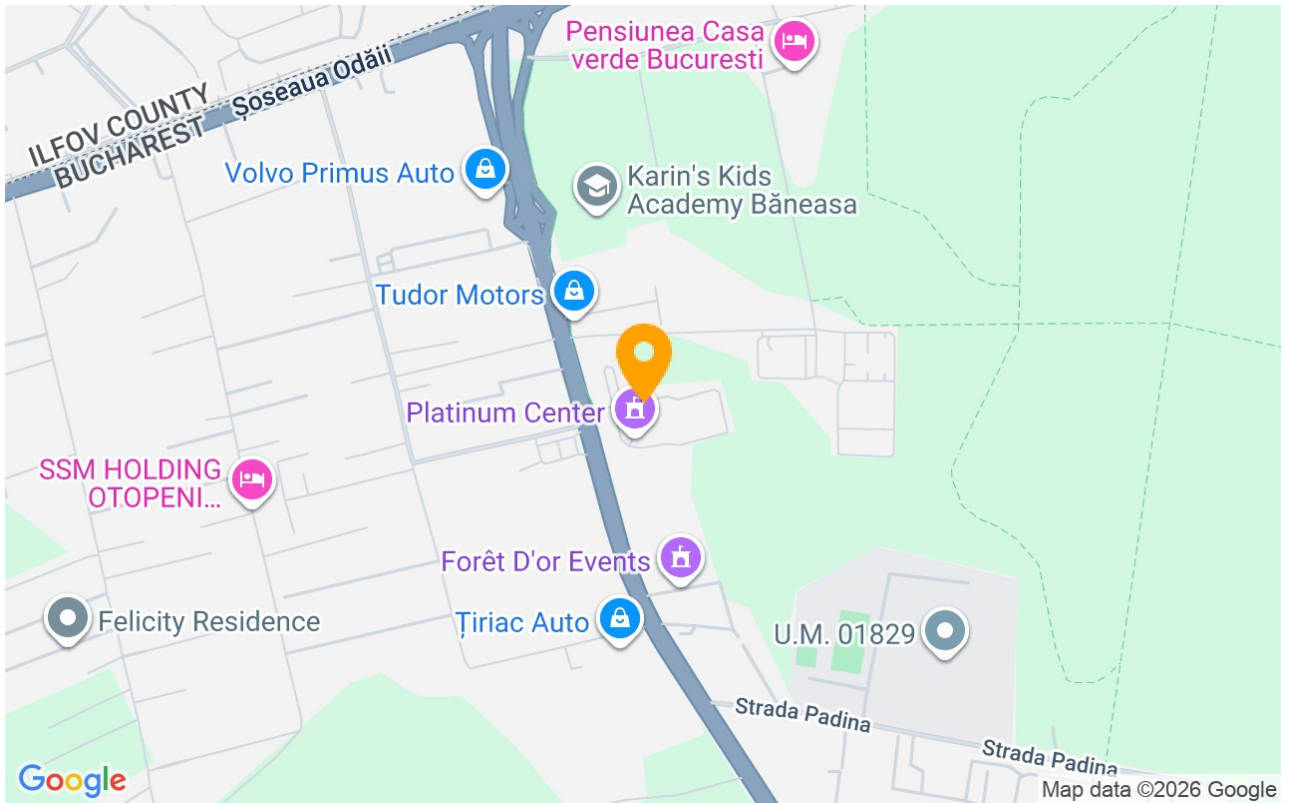 Pensiunea Casa
verde Bucuresti
Șoseaua Odăii
ILFOV COUNTY
BUCHAREST
Volvo Primus Auto
Karin's Kids
Academy Băneasa
Tudor Motors
Platinum Center
SSM HOLDING
OTOPENI...
Forêt D'or Events
Felicity Residence
Țiriac Auto
U.M. 01829
Strada Padina
Strada Padina
Google
Map data ©2026 Google